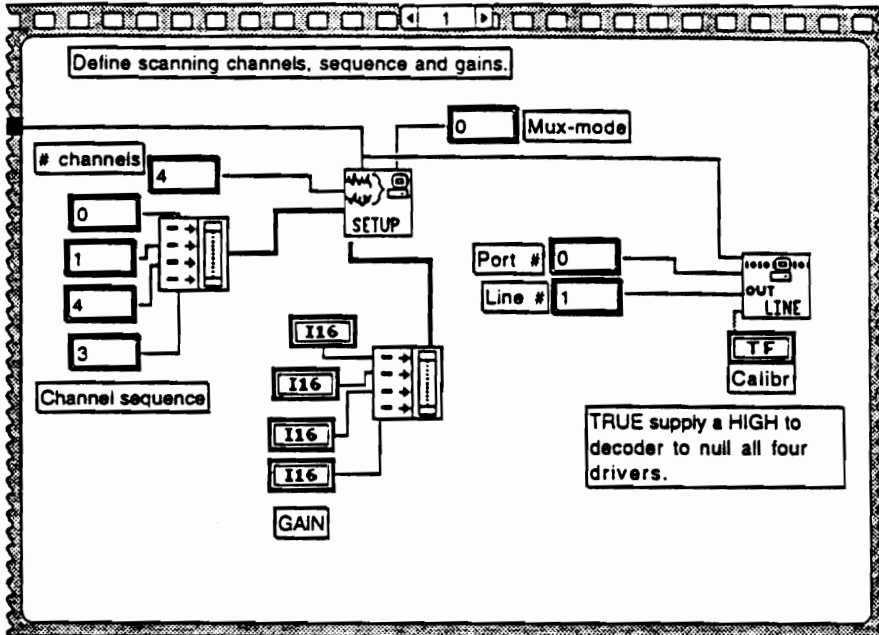 1
Define scanning channels, sequence and gains.
0
Mux-mode
# channels
4
SETUP
0
1
4
3
Channel sequence
Port #
0
Line #
1
OUT
LINE
TF
Calibr
I16
I16
I16
I16
GAIN
TRUE supply a HIGH to
decoder to null all four
drivers.